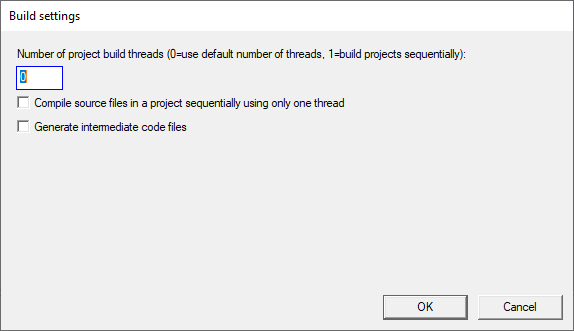 Build settings
Number of project build threads (0=use default number of threads, 1=build projects sequentially):
0
Compile source files in a project sequentially using only one thread
Generate intermediate code files
OK
Cancel